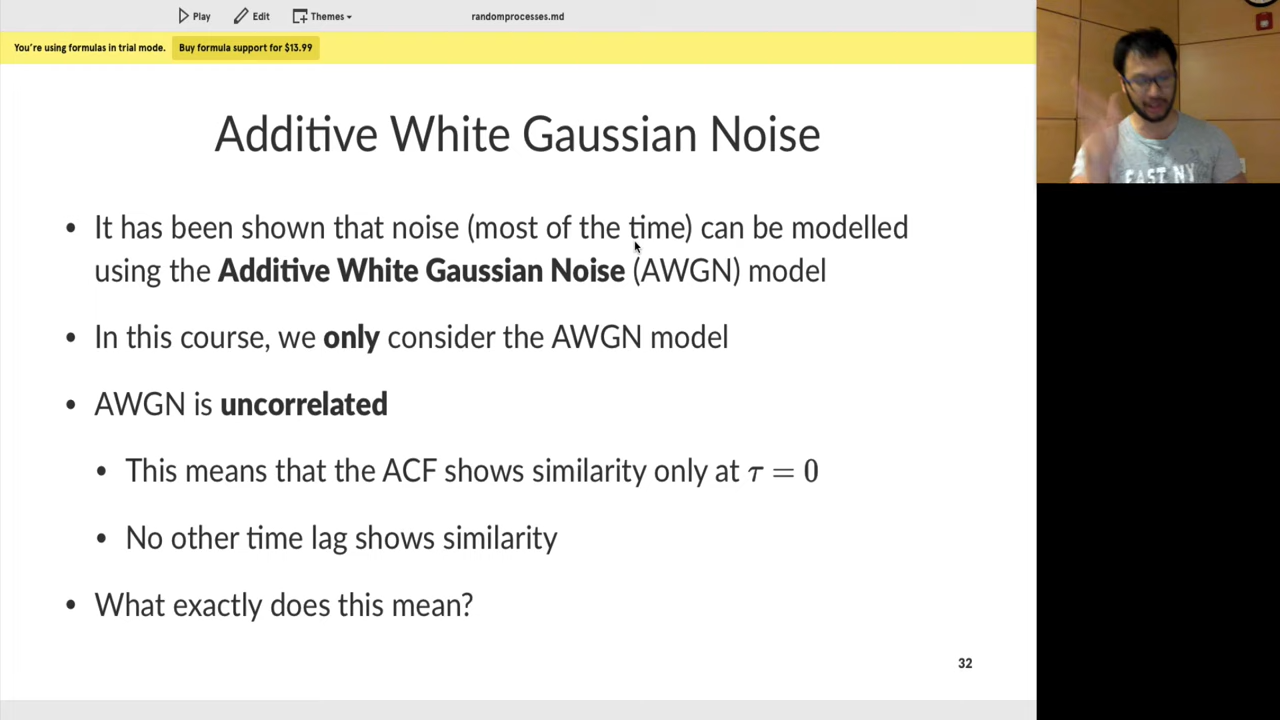 Play Edit Themes randomprocesses.md
You're using formulas in trial mode. Buy formula support for $13.99
Additive White Gaussian Noise
• It has been shown that noise (most of the time) can be modelled
using the Additive White Gaussian Noise (AWGN) model
• In this course, we only consider the AWGN model
• AWGN is uncorrelated
• This means that the ACF shows similarity only at τ = 0
• No other time lag shows similarity
• What exactly does this mean?
32
EAST NY